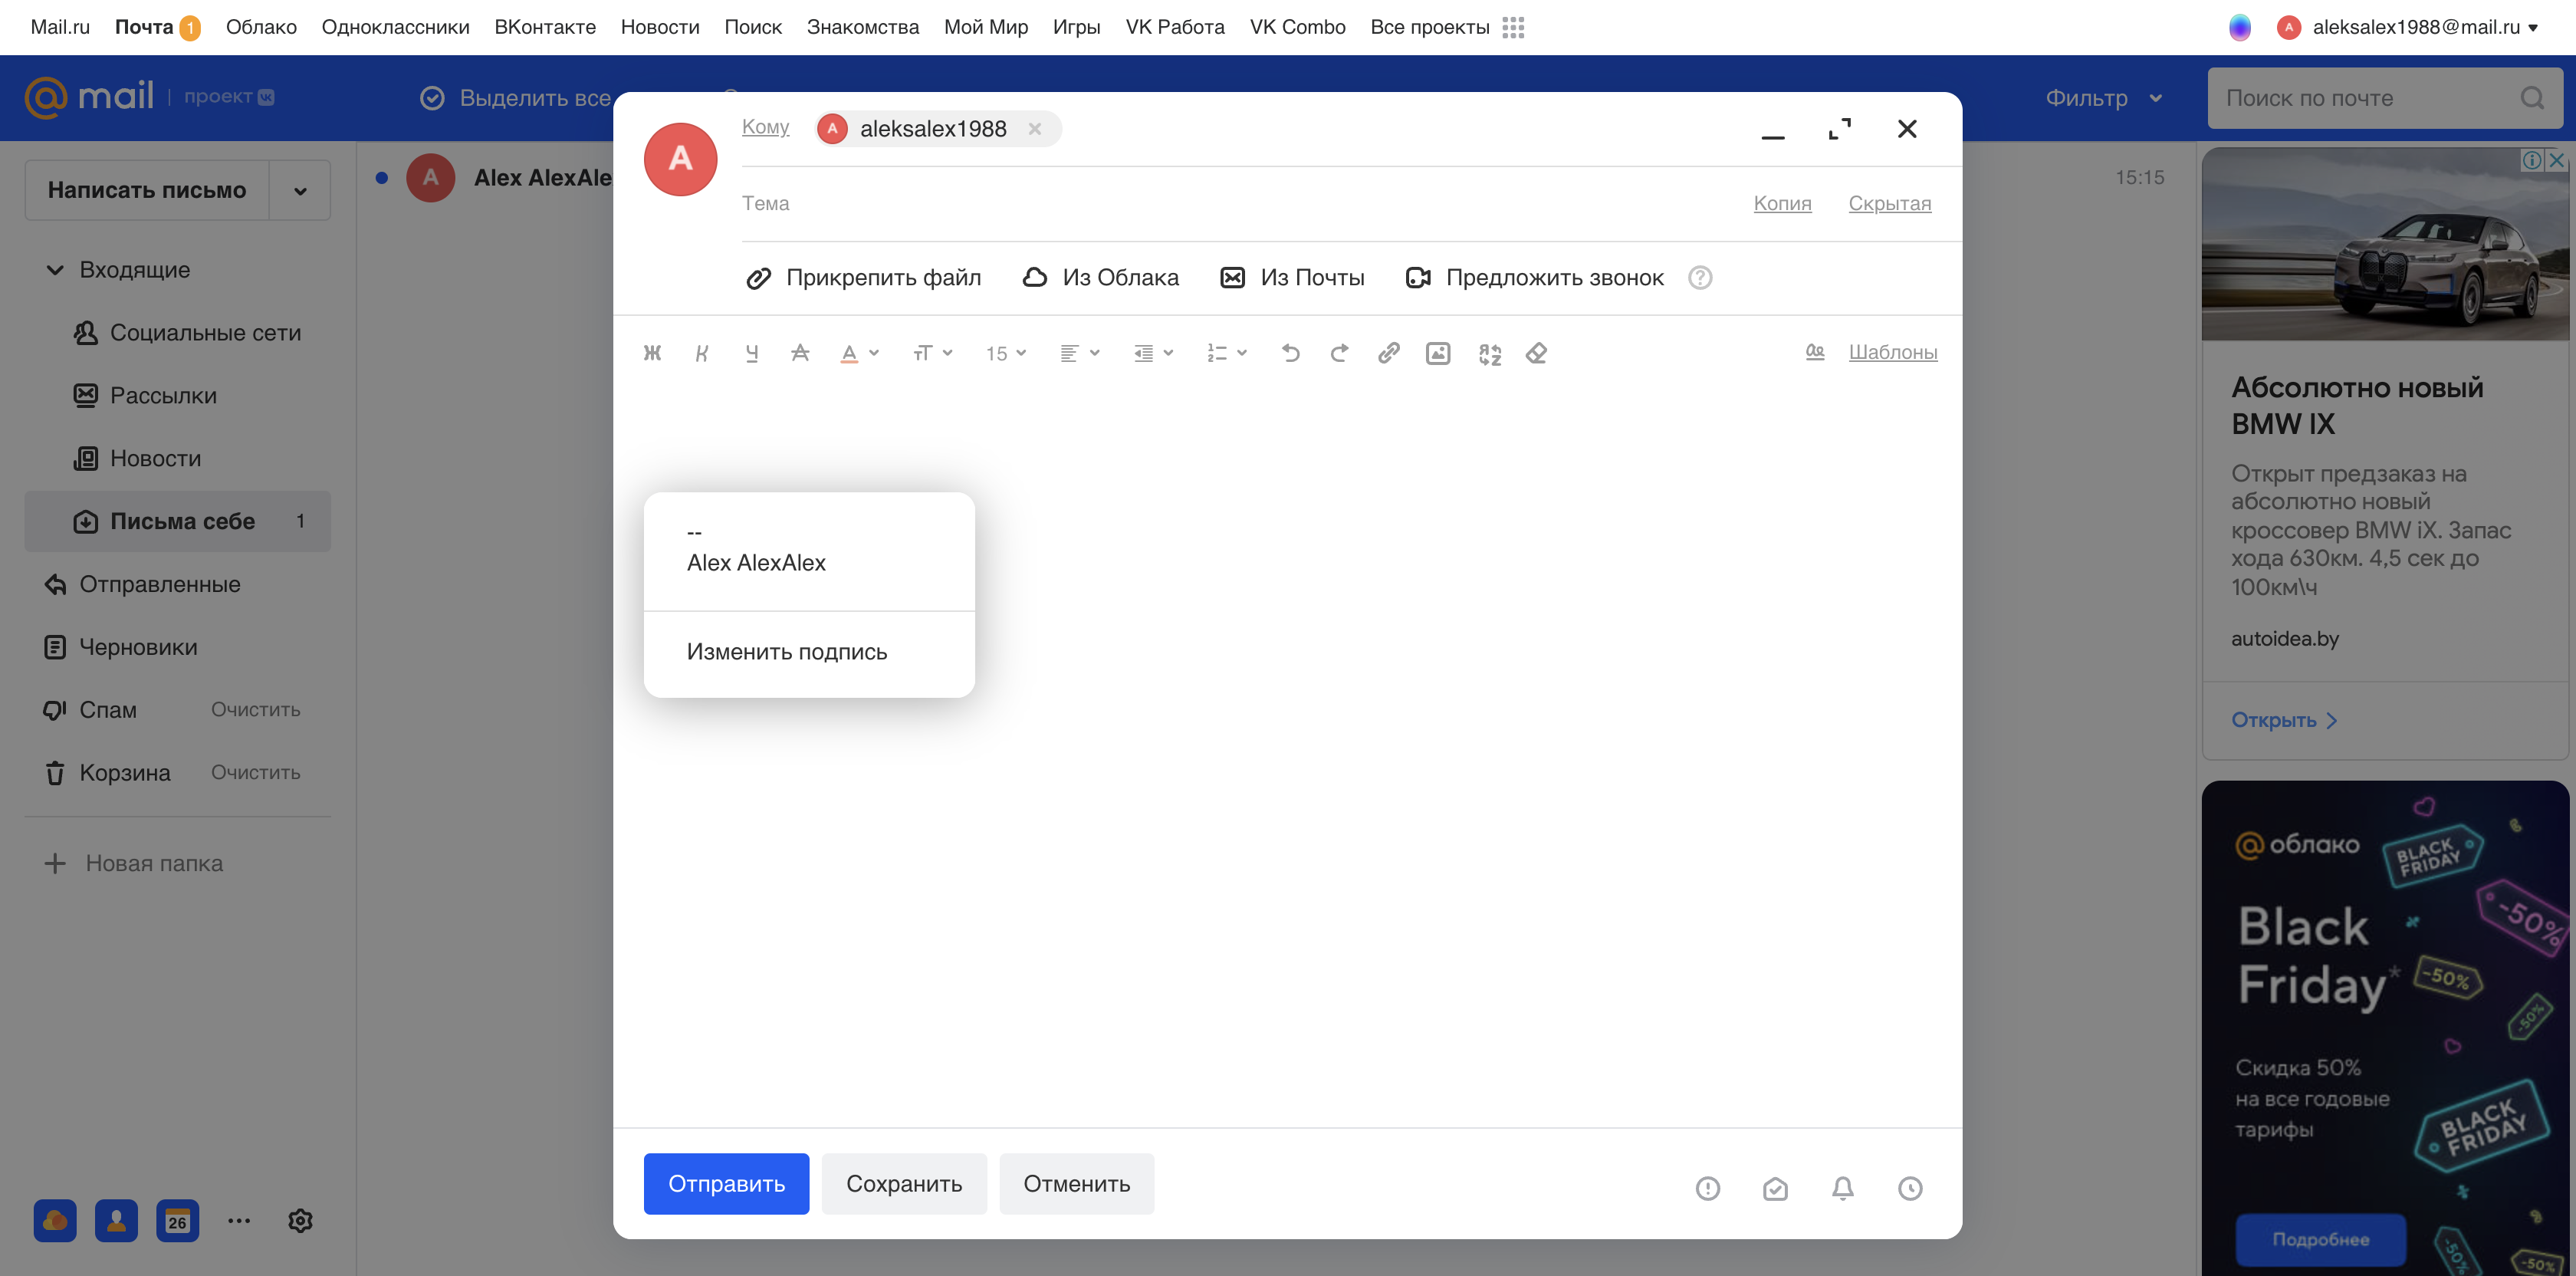 Mail.ru Почта 1 Облако Одноклассники ВКонтакте Новости Поиск Знакомства Мой Мир Игры VK Работа VK Combo Все проекты A aleksalex1988@mail.ru
@mail проект
Выделить все
Фильтр
Поиск по почте
Написать письмо
Входящие
Социальные сети
Рассылки
Новости
Письма себе 1
Отправленные
Черновики
Спам Очистить
Корзина Очистить
Новая папка
26
A Alex AlexAle
15:15
A
Кому A aleksalex1988
Тема
Копия Скрытая
Прикрепить файл Из Облака Из Почты Предложить звонок ?
Ж К Ч А А тТ 15
Шаблоны
--
Alex AlexAlex
Изменить подпись
Отправить Сохранить Отменить
Абсолютно новый
BMW IX
Открыт предзаказ на
абсолютно новый
кроссовер BMW iX. Запас
хода 630км. 4,5 сек до
100км\ч
autoidea.by
Открыть
@ облако
BLACK
FRIDAY
-50%
Black
Friday*
-50%
-50%
Скидка 50%
на все годовые
тарифы
BLACK
FRIDAY
Подробнее
-50%
-50%